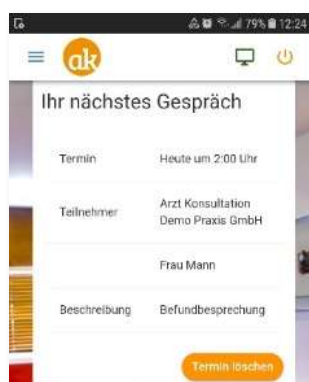 79% 12:24
ak
Ihr nächstes Gespräch
Termin Heute um 2:00 Uhr
Teilnehmer Arzt Konsultation
Demo Praxis GmbH
Frau Mann
Beschreibung Befundbesprechung
Termin löschen